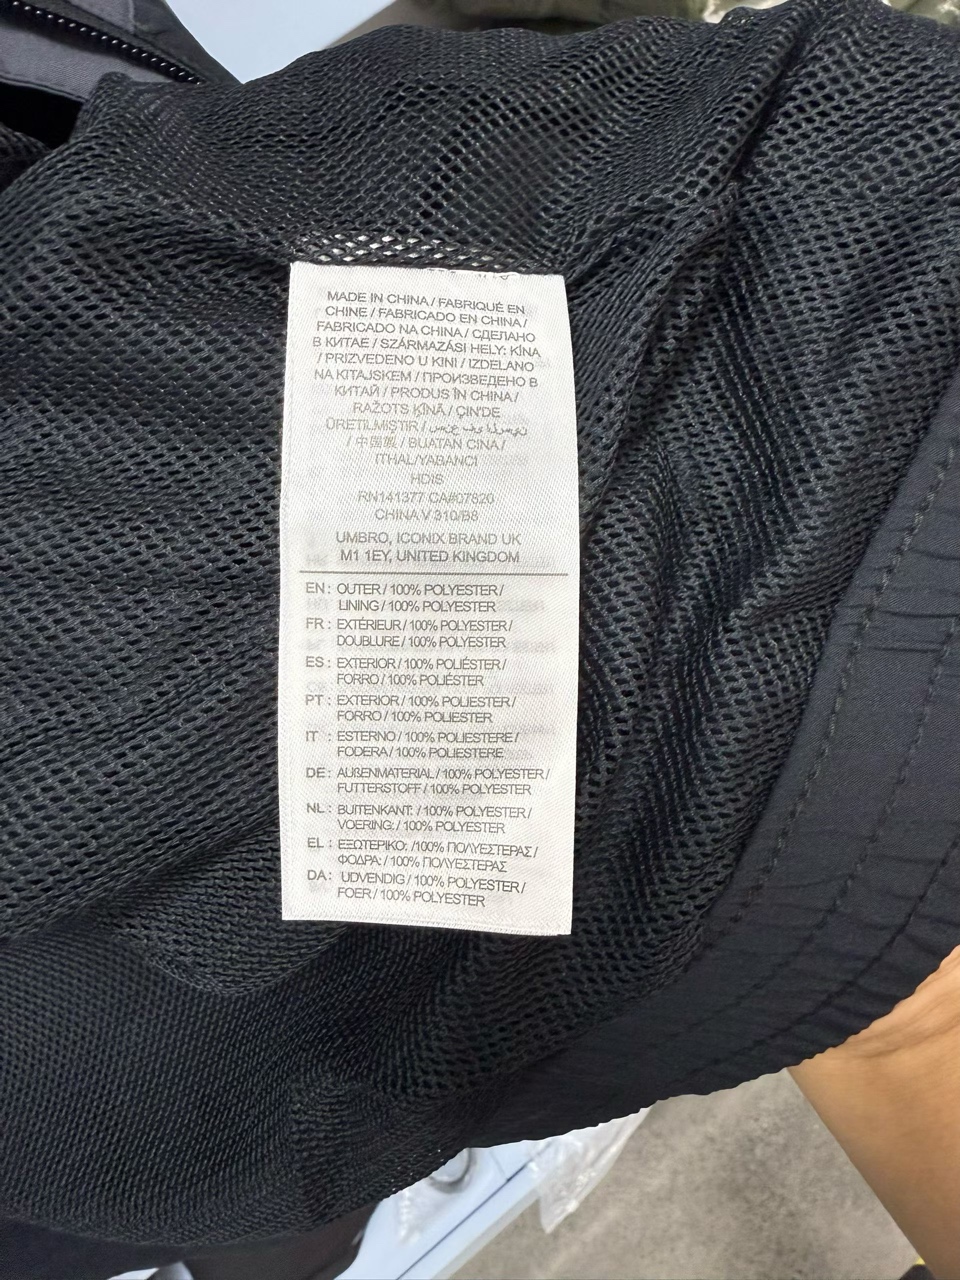 MADE IN CHINA / FABRIQUÉ EN
CHINE / FABRICADO EN CHINA /
FABRICADO NA CHINA / СДЕЛАНО
В КИТАЕ / SZÁRMAZÁSI HELY: KÍNA
/ PRIZVEDENO U KINI / IZDELANO
NA KITAJSKEM / ПРОИЗВЕДЕНО В
КИТАЙ / PRODUS ÎN CHINA /
RAŽOTS ĶĪNĀ / ÇIN'DE
ÜRETILMIŞTIR / صنع في الصين
/ 中国製 / BUATAN CINA /
ITHAL/YABANCI
HDIS
RN141377 CA#07820
CHINA V 310/B8
UMBRO, ICONIX BRAND UK
M1 1EY, UNITED KINGDOM
EN: OUTER / 100% POLYESTER /
LINING / 100% POLYESTER
FR: EXTÉRIEUR / 100% POLYESTER /
DOUBLURE / 100% POLYESTER
ES: EXTERIOR / 100% POLIÉSTER /
FORRO / 100% POLIÉSTER
PT: EXTERIOR / 100% POLIESTER /
FORRO / 100% POLIESTER
IT: ESTERNO / 100% POLIESTERE /
FODERA / 100% POLIESTERE
DE: AUßENMATERIAL / 100% POLYESTER /
FUTTERSTOFF / 100% POLYESTER
NL: BUITENKANT: / 100% POLYESTER /
VOERING: / 100% POLYESTER
EL: ΕΞΩΤΕΡΙΚΟ: /100% ΠΟΛΥΕΣΤΕΡΑΣ /
ΦΟΔΡΑ: / 100% ΠΟΛΥΕΣΤΕΡΑΣ
DA: UDVENDIG / 100% POLYESTER /
FOER / 100% POLYESTER